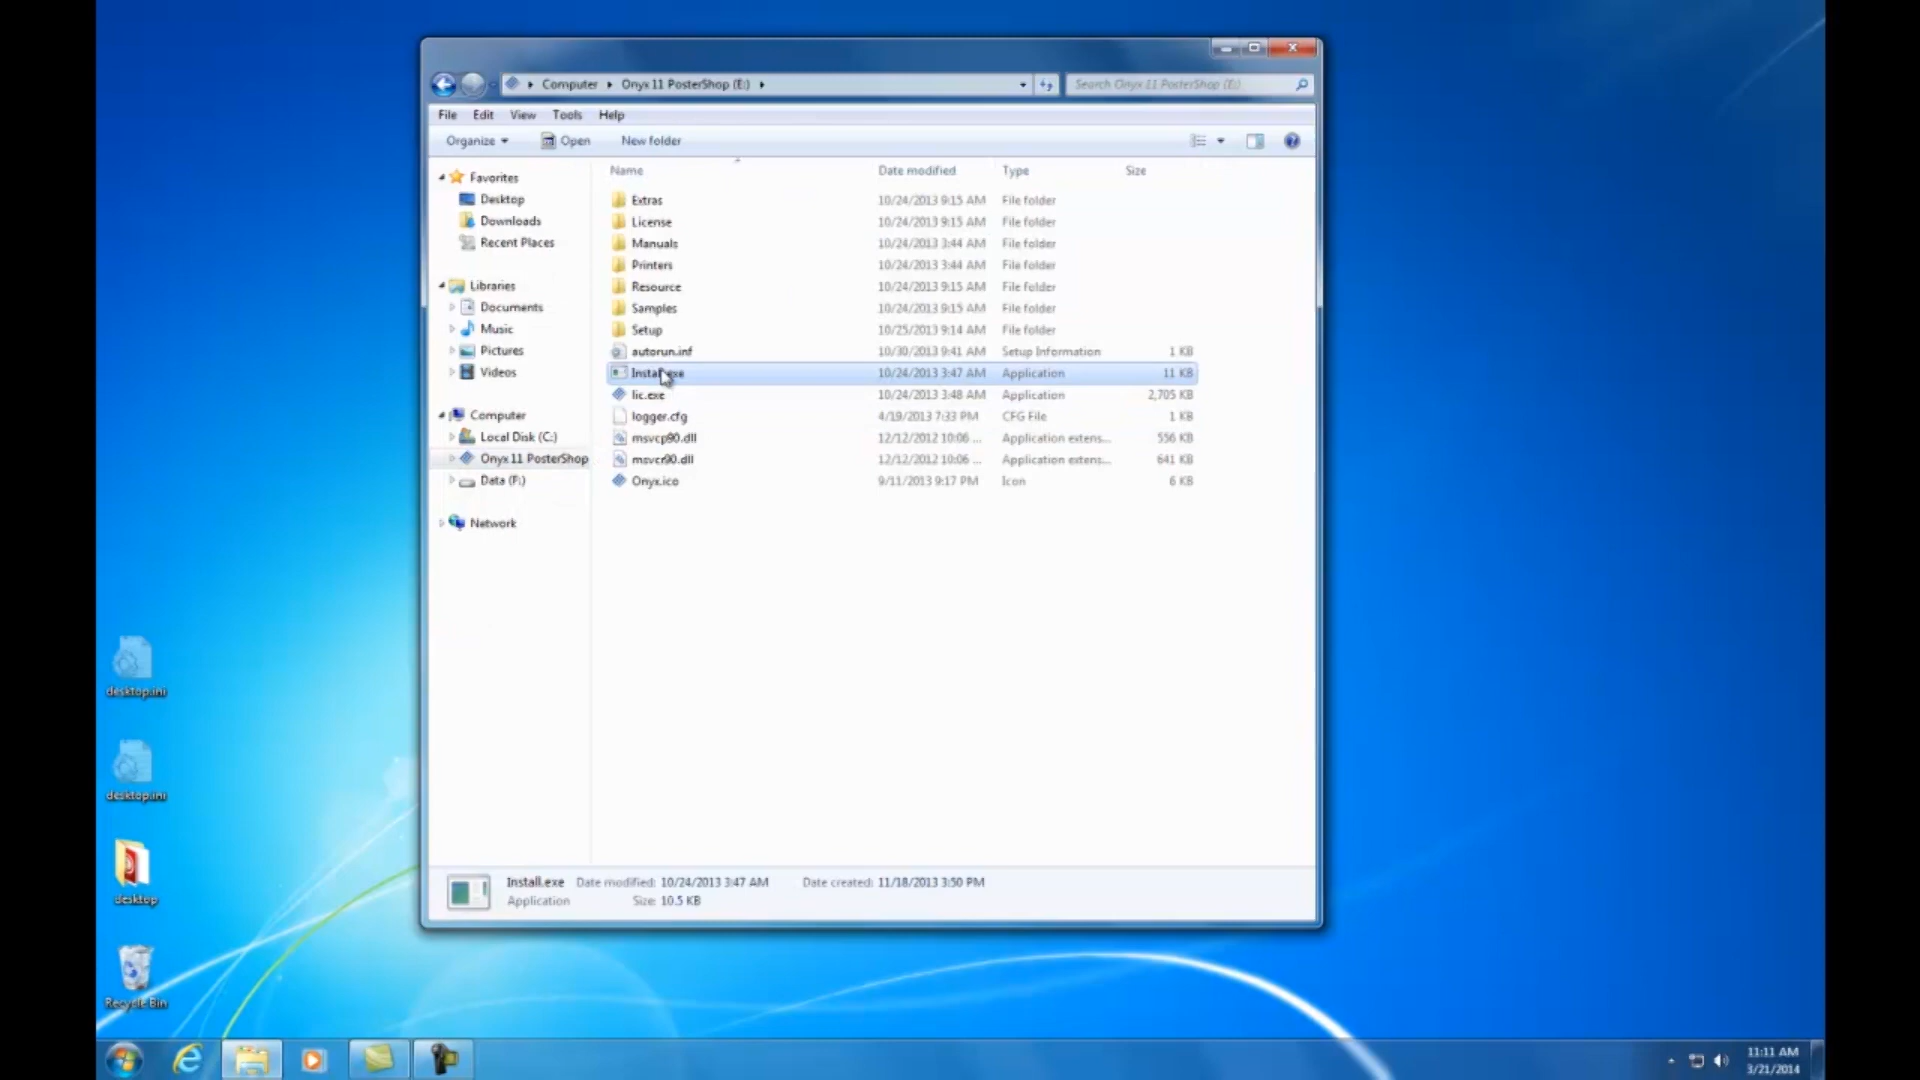 Computer ▸ Onyx 11 PosterShop (E:) ▸
Search Onyx 11 PosterShop (E:)
File Edit View Tools Help
Organize Open New folder
Name Date modified Type Size
Favorites
Desktop
Downloads
Recent Places
Libraries
Documents
Music
Pictures
Videos
Computer
Local Disk (C:)
Onyx 11 PosterShop
Data (F:)
Network
Extras 10/24/2013 9:15 AM File folder
License 10/24/2013 9:15 AM File folder
Manuals 10/24/2013 3:44 AM File folder
Printers 10/24/2013 3:44 AM File folder
Resource 10/24/2013 9:15 AM File folder
Samples 10/24/2013 9:15 AM File folder
Setup 10/25/2013 9:14 AM File folder
autorun.inf 10/30/2013 9:41 AM Setup Information 1 KB
Install.exe 10/24/2013 3:47 AM Application 11 KB
lic.exe 10/24/2013 3:48 AM Application 2,705 KB
logger.cfg 4/19/2013 7:33 PM CFG File 1 KB
msvcp90.dll 12/12/2012 10:06 ... Application extens... 556 KB
msvcr90.dll 12/12/2012 10:06 ... Application extens... 641 KB
Onyx.ico 9/11/2013 9:17 PM Icon 6 KB
Install.exe Date modified: 10/24/2013 3:47 AM Date created: 11/18/2013 3:50 PM
Application Size: 10.5 KB
desktop.ini
desktop.ini
desktop
Recycle Bin
11:11 AM
3/21/2014